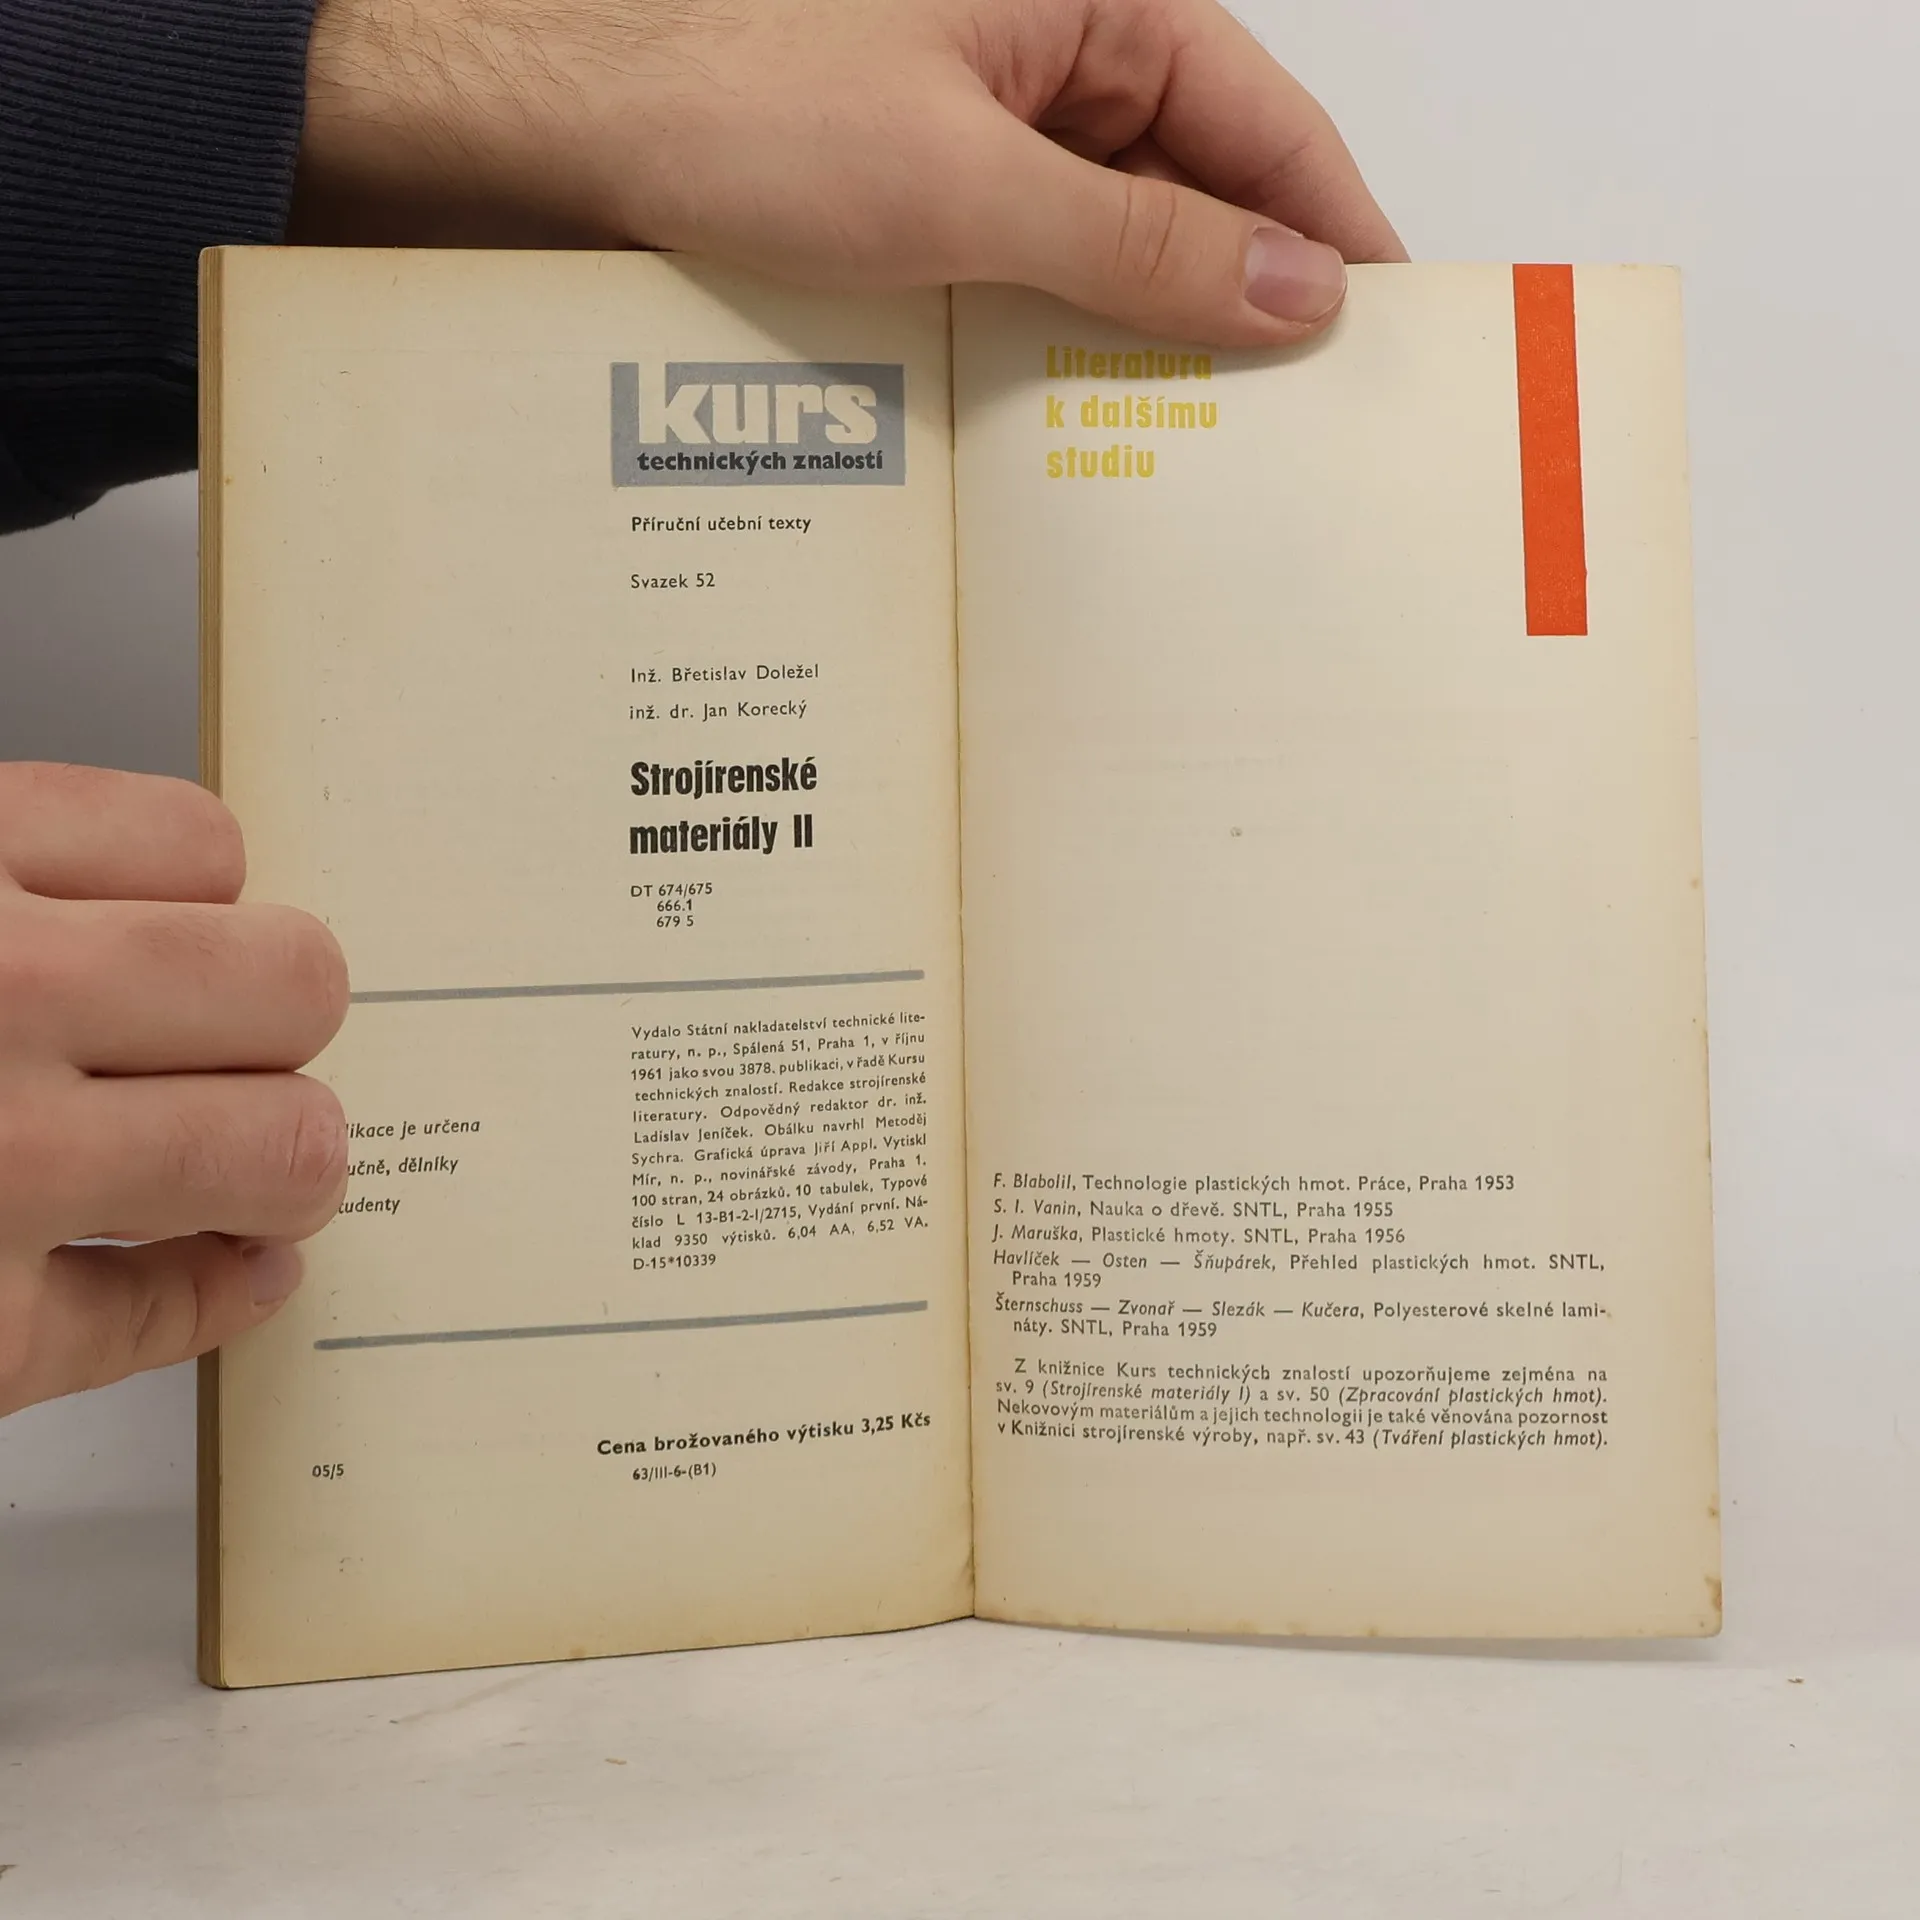 kurs
technických znalostí
Příruční učební texty
Svazek 52
Inž. Břetislav Doležel
inž. dr. Jan Korecký
Strojírenské
materiály II
DT 674/675
666.1
679 5
Vydalo Státní nakladatelství technické lite-
ratury, n. p., Spálená 51, Praha 1, v říjnu
1961 jako svou 3878. publikaci, v řadě Kursu
technických znalostí. Redakce strojírenské
literatury. Odpovědný redaktor dr. inž.
Ladislav Jeníček. Obálku navrhl Metoděj
Sychra. Grafická úprava Jiří Appl. Vytiskl
Mír, n. p., novinářské závody, Praha 1.
100 stran, 24 obrázků. 10 tabulek, Typové
číslo L 13-B1-2-I/2715, Vydání první. Ná-
klad 9350 výtisků. 6,04 AA, 6,52 VA.
D-15*10339
likace je určena
učně, dělníky
tudenty
Cena brožovaného výtisku 3,25 Kčs
63/III-6-(B1)
05/5
Literatura
k dalšímu
studiu
F. Blabolil, Technologie plastických hmot. Práce, Praha 1953
S. I. Vanin, Nauka o dřevě. SNTL, Praha 1955
J. Maruška, Plastické hmoty. SNTL, Praha 1956
Havlíček — Osten — Šňupárek, Přehled plastických hmot. SNTL,
Praha 1959
Šternschuss — Zvonař — Slezák — Kučera, Polyesterové skelné lami-
náty. SNTL, Praha 1959
Z knižnice Kurs technických znalostí upozorňujeme zejména na
sv. 9 (Strojírenské materiály I) a sv. 50 (Zpracování plastických hmot).
Nekovovým materiálům a jejich technologii je také věnována pozornost
v Knižnici strojírenské výroby, např. sv. 43 (Tváření plastických hmot).